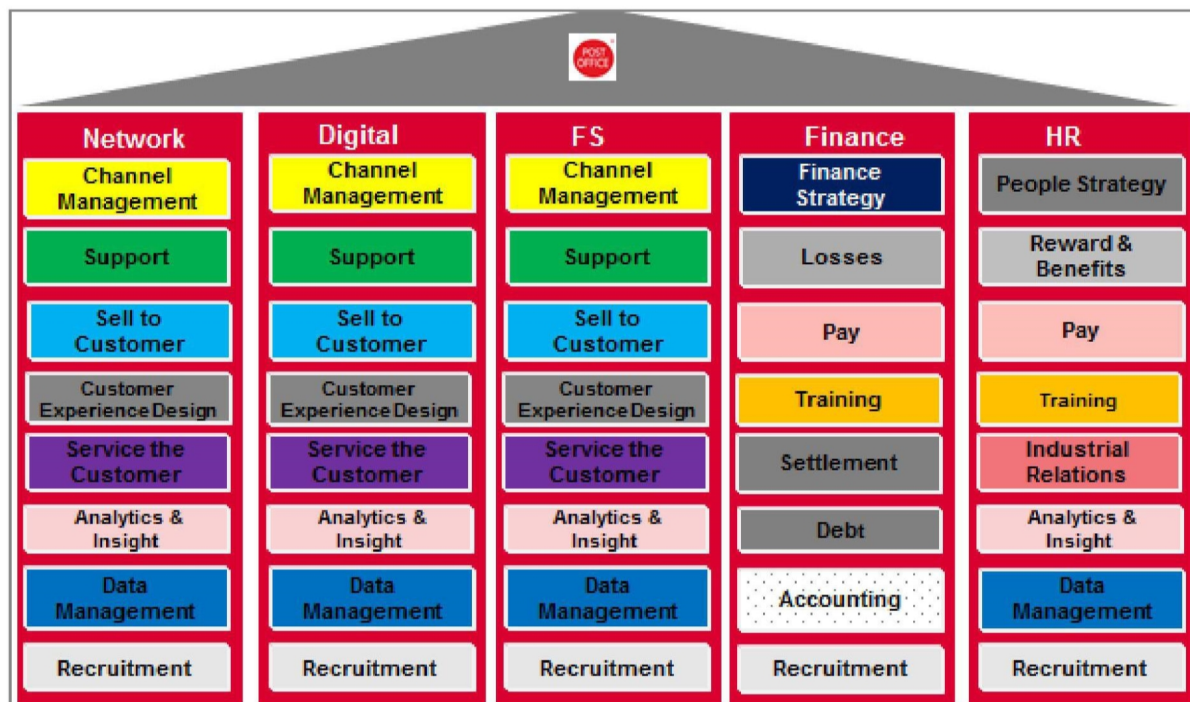 POST
OFFICE
Network
Channel
Management
Support
Sell to
Customer
Customer
Experience Design
Service the
Customer
Analytics &
Insight
Data
Management
Recruitment
Digital
Channel
Management
Support
Sell to
Customer
Customer
Experience Design
Service the
Customer
Analytics &
Insight
Data
Management
Recruitment
FS
Channel
Management
Support
Sell to
Customer
Customer
Experience Design
Service the
Customer
Analytics &
Insight
Data
Management
Recruitment
Finance
Finance
Strategy
Losses
Pay
Training
Settlement
Debt
Accounting
Recruitment
HR
People Strategy
Reward &
Benefits
Pay
Training
Industrial
Relations
Analytics &
Insight
Data
Management
Recruitment